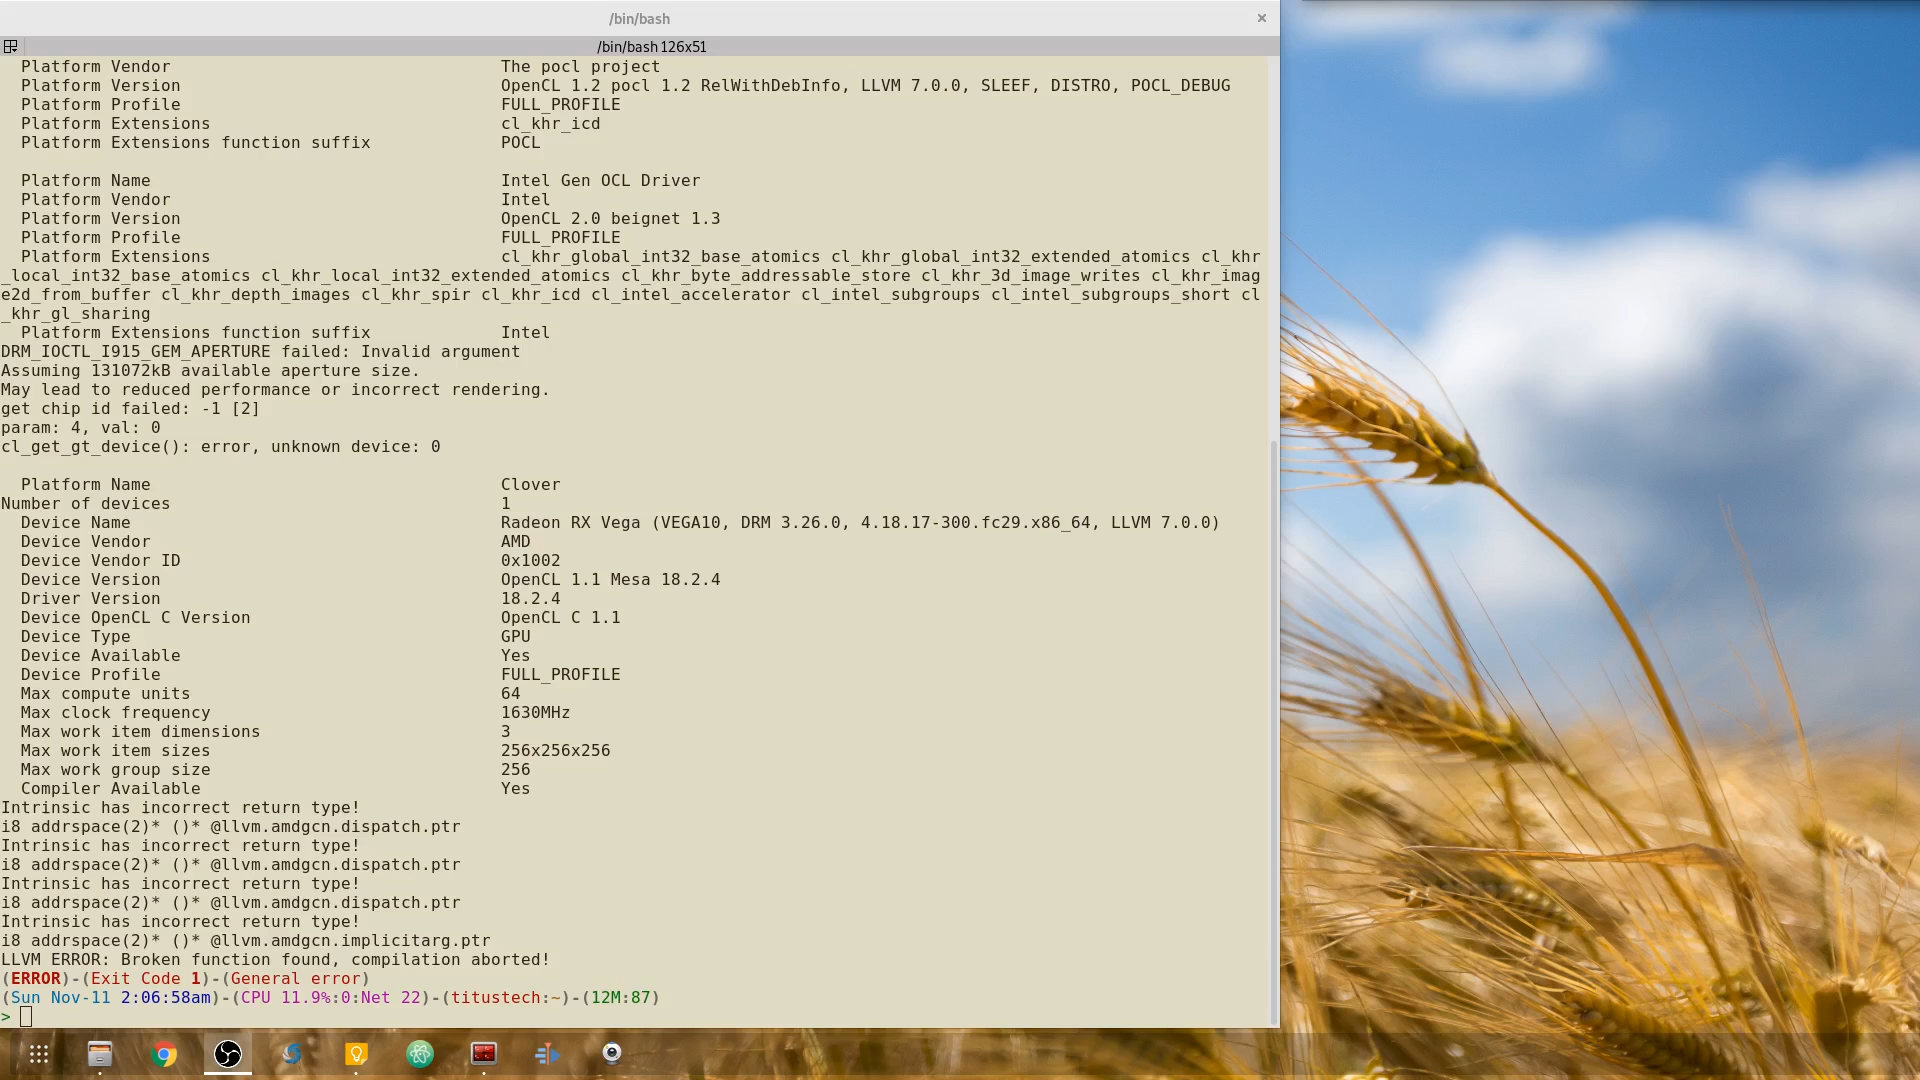 /bin/bash
/bin/bash 126x51
Platform Vendor The pocl project
Platform Version OpenCL 1.2 pocl 1.2 RelWithDebInfo, LLVM 7.0.0, SLEEF, DISTRO, POCL_DEBUG
Platform Profile FULL_PROFILE
Platform Extensions cl_khr_icd
Platform Extensions function suffix POCL
Platform Name Intel Gen OCL Driver
Platform Vendor Intel
Platform Version OpenCL 2.0 beignet 1.3
Platform Profile FULL_PROFILE
Platform Extensions cl_khr_global_int32_base_atomics cl_khr_global_int32_extended_atomics cl_khr
_local_int32_base_atomics cl_khr_local_int32_extended_atomics cl_khr_byte_addressable_store cl_khr_3d_image_writes cl_khr_imag
e2d_from_buffer cl_khr_depth_images cl_khr_spir cl_khr_icd cl_intel_accelerator cl_intel_subgroups cl_intel_subgroups_short cl
_khr_gl_sharing
Platform Extensions function suffix Intel
DRM_IOCTL_I915_GEM_APERTURE failed: Invalid argument
Assuming 131072kB available aperture size.
May lead to reduced performance or incorrect rendering.
get chip id failed: -1 [2]
param: 4, val: 0
cl_get_gt_device(): error, unknown device: 0
Platform Name Clover
Number of devices 1
Device Name Radeon RX Vega (VEGA10, DRM 3.26.0, 4.18.17-300.fc29.x86_64, LLVM 7.0.0)
Device Vendor AMD
Device Vendor ID 0x1002
Device Version OpenCL 1.1 Mesa 18.2.4
Driver Version 18.2.4
Device OpenCL C Version OpenCL C 1.1
Device Type GPU
Device Available Yes
Device Profile FULL_PROFILE
Max compute units 64
Max clock frequency 1630MHz
Max work item dimensions 3
Max work item sizes 256x256x256
Max work group size 256
Compiler Available Yes
Intrinsic has incorrect return type!
i8 addrspace(2)* ()* @llvm.amdgcn.dispatch.ptr
Intrinsic has incorrect return type!
i8 addrspace(2)* ()* @llvm.amdgcn.dispatch.ptr
Intrinsic has incorrect return type!
i8 addrspace(2)* ()* @llvm.amdgcn.dispatch.ptr
Intrinsic has incorrect return type!
i8 addrspace(2)* ()* @llvm.amdgcn.implicitarg.ptr
LLVM ERROR: Broken function found, compilation aborted!
(ERROR)-(Exit Code 1)-(General error)
(Sun Nov-11 2:06:58am)-(CPU 11.9%:0:Net 22)-(titustech:~)-(12M:87)
>